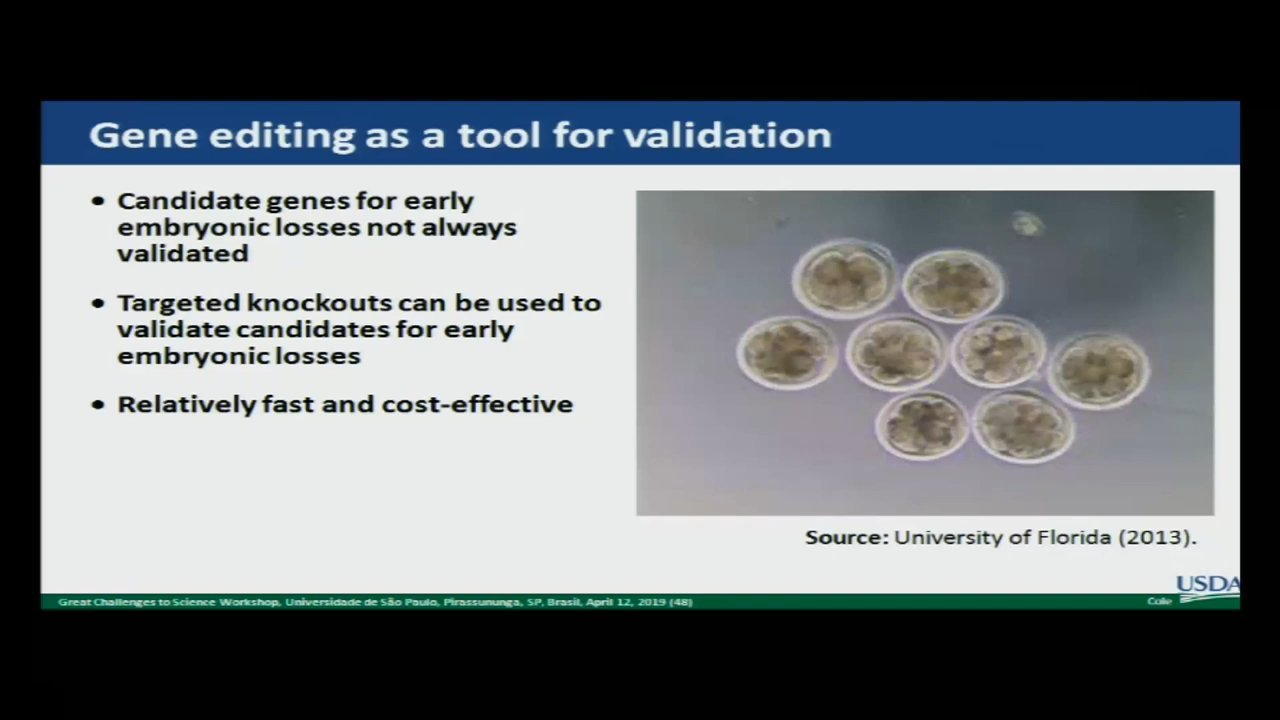 Gene editing as a tool for validation
• Candidate genes for early
embryonic losses not always
validated
• Targeted knockouts can be used to
validate candidates for early
embryonic losses
• Relatively fast and cost-effective
Source: University of Florida (2013).
USDA
Great Challenges to Science Workshop, Universidade de São Paulo, Pirassununga, SP, Brasil, April 12, 2019 (48)
Cole